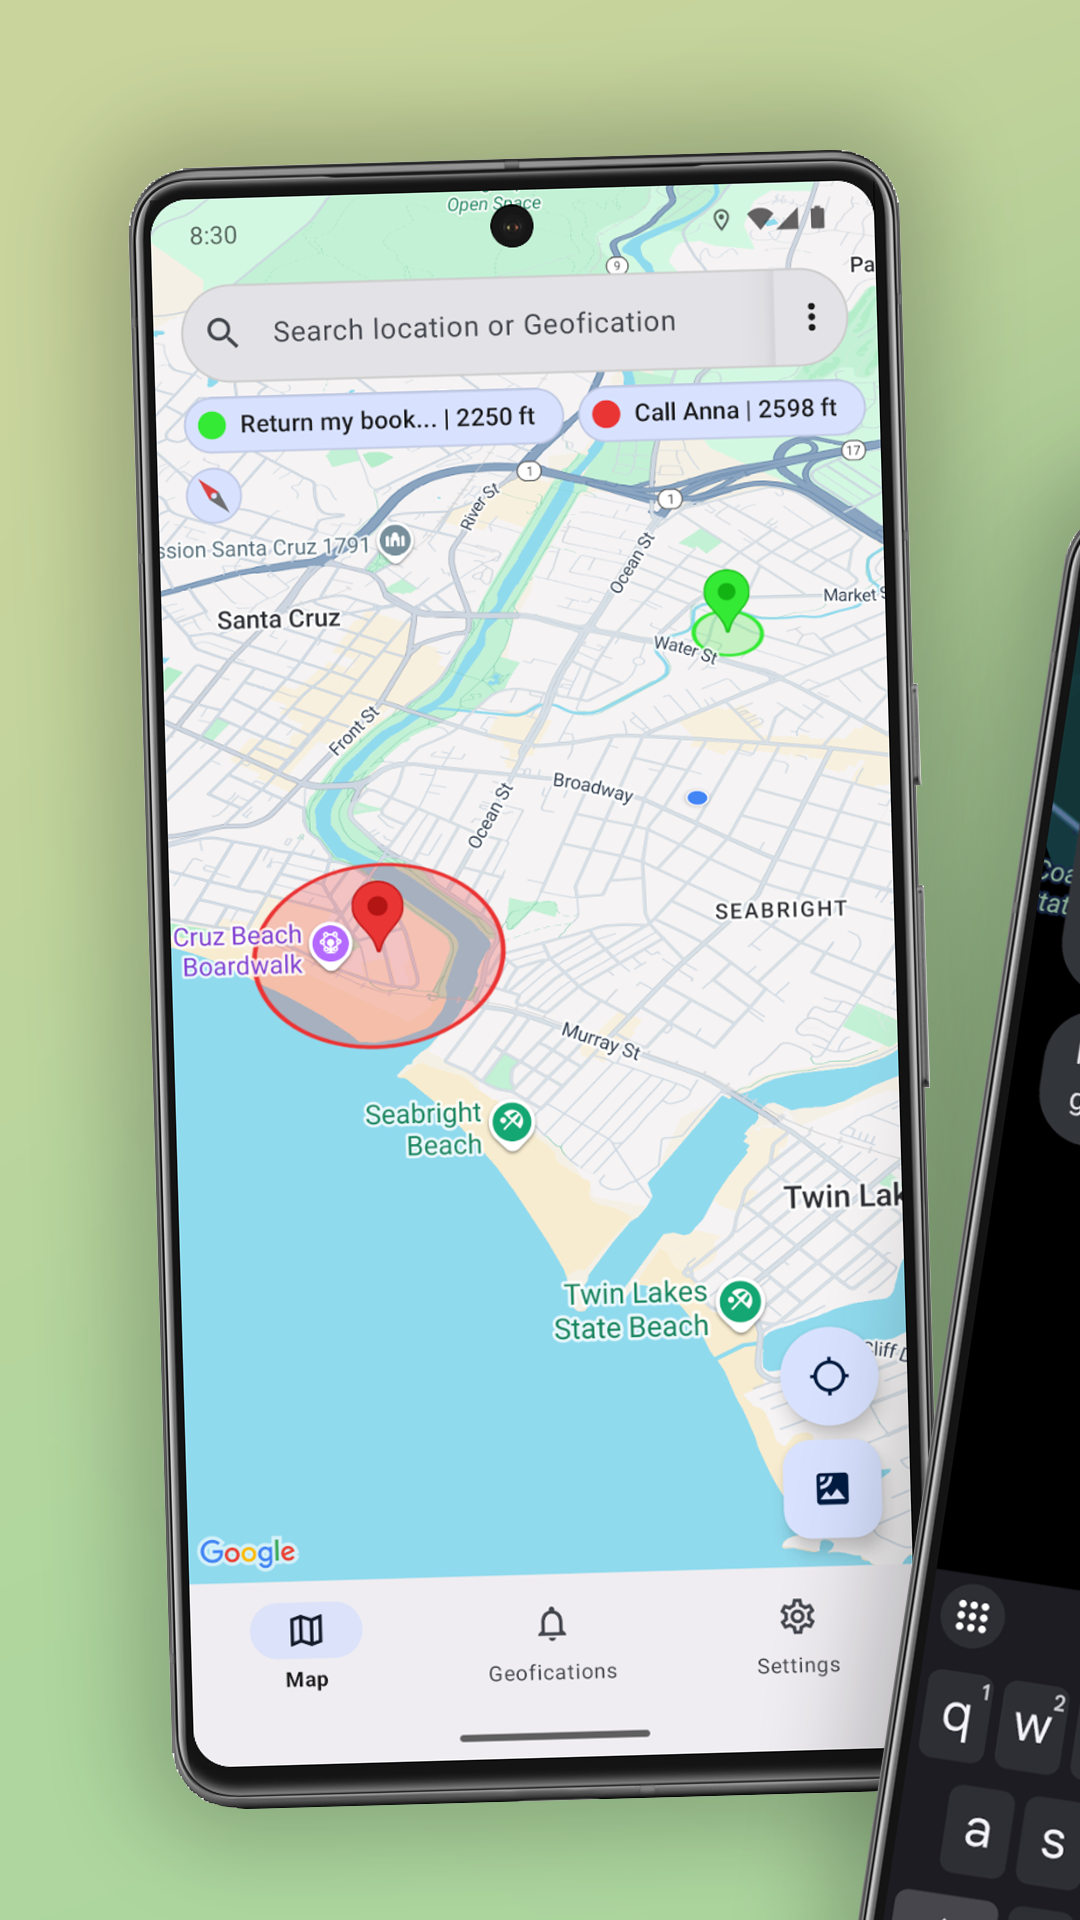 Open Space
8:30
9
Pa
Search location or Geofication
Return my book... | 2250 ft
Call Anna | 2598 ft
17
1
1
River St
ssion Santa Cruz 1791
Ocean St
Market S
Santa Cruz
Water St
Front St
Broadway
Ocean St
SEABRIGHT
Cruz Beach
Boardwalk
Murray St
Seabright
Beach
Twin Lak
Twin Lakes
State Beach
Cliff D
Google
Map
Geofications
Settings
Coa
tat
g
q 1
w 2
a
s